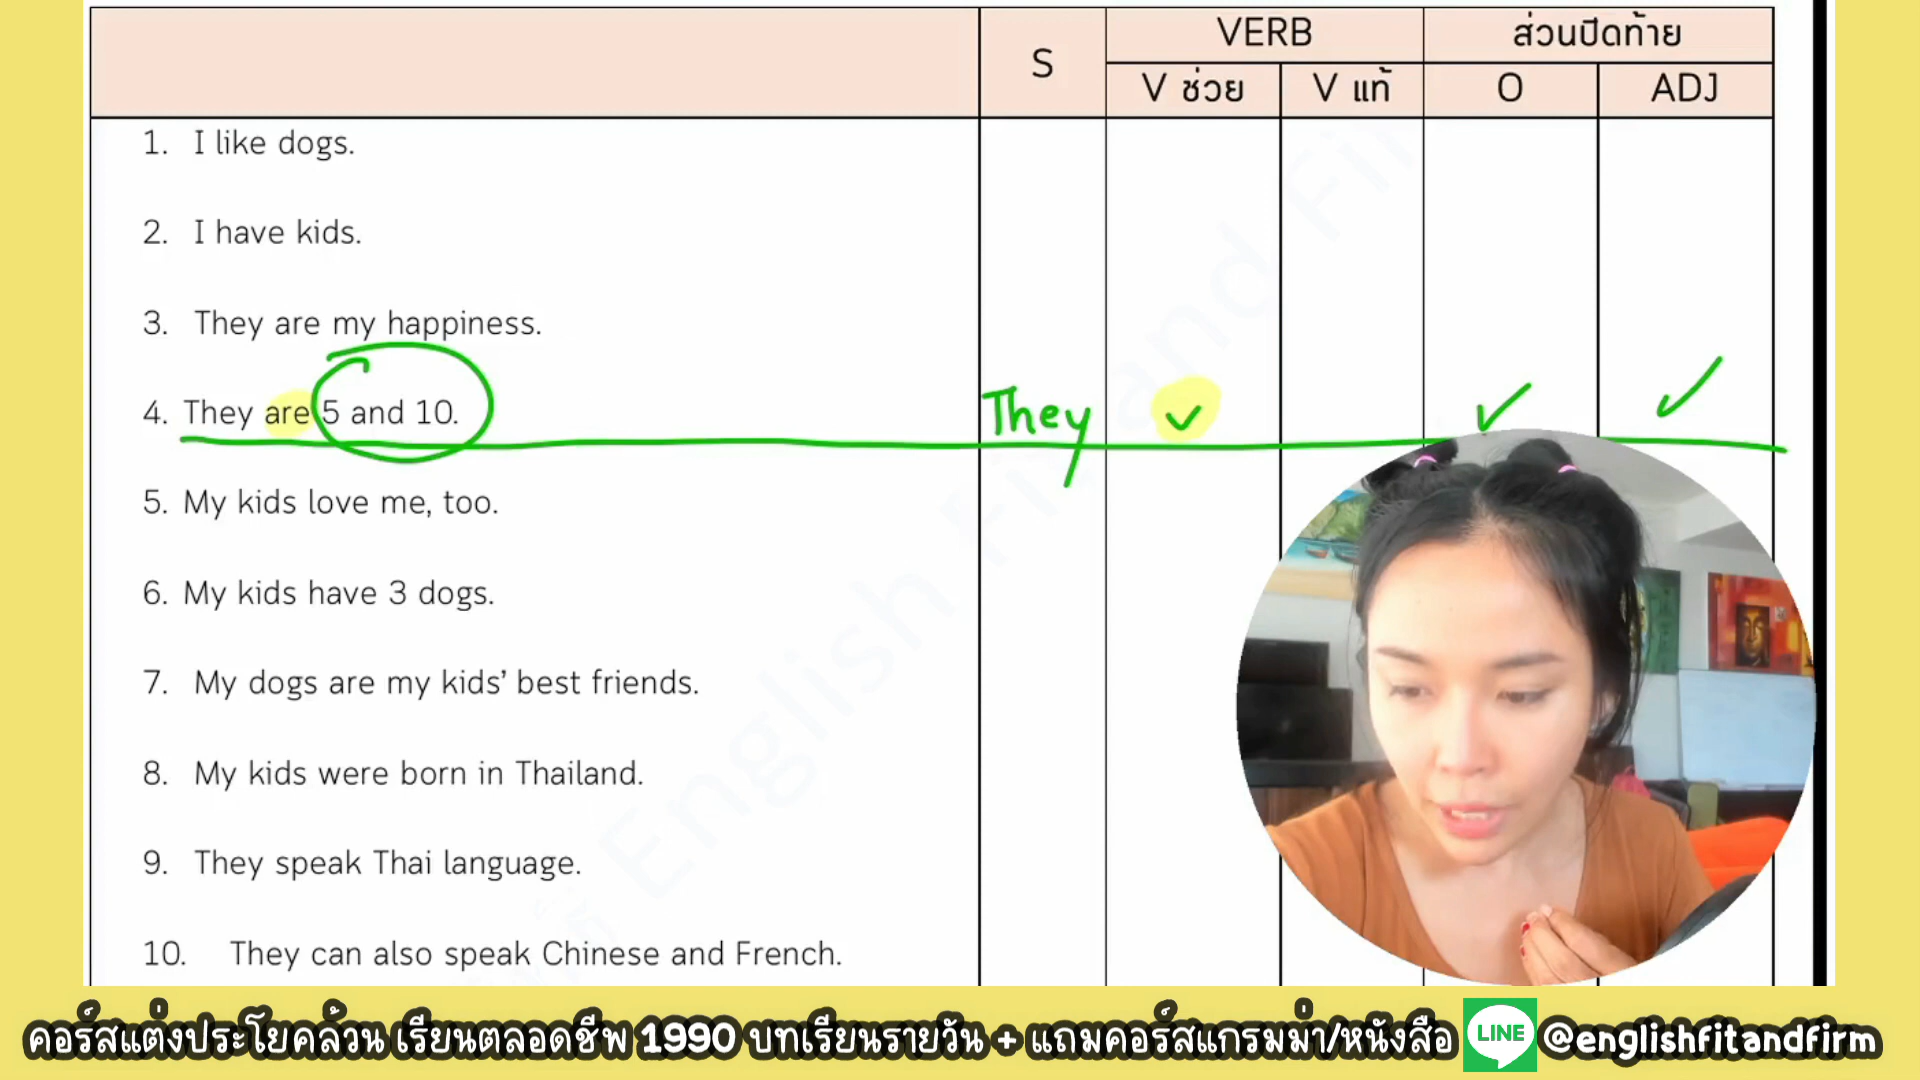 S
VERB
ส่วนปิดท้าย
V ช่วย
V แท้
O
ADJ
1. I like dogs.
2. I have kids.
3. They are my happiness.
4. They are 5 and 10.
They
5. My kids love me, too.
6. My kids have 3 dogs.
7. My dogs are my kids’ best friends.
8. My kids were born in Thailand.
9. They speak Thai language.
10. They can also speak Chinese and French.
English Fit and Fir
คอร์สแต่งประโยคล้วน เรียนตลอดชีพ 1990 บทเรียนรายวัน + แถมคอร์สแกรมม่า/หนังสือ LINE @englishfitandfirm